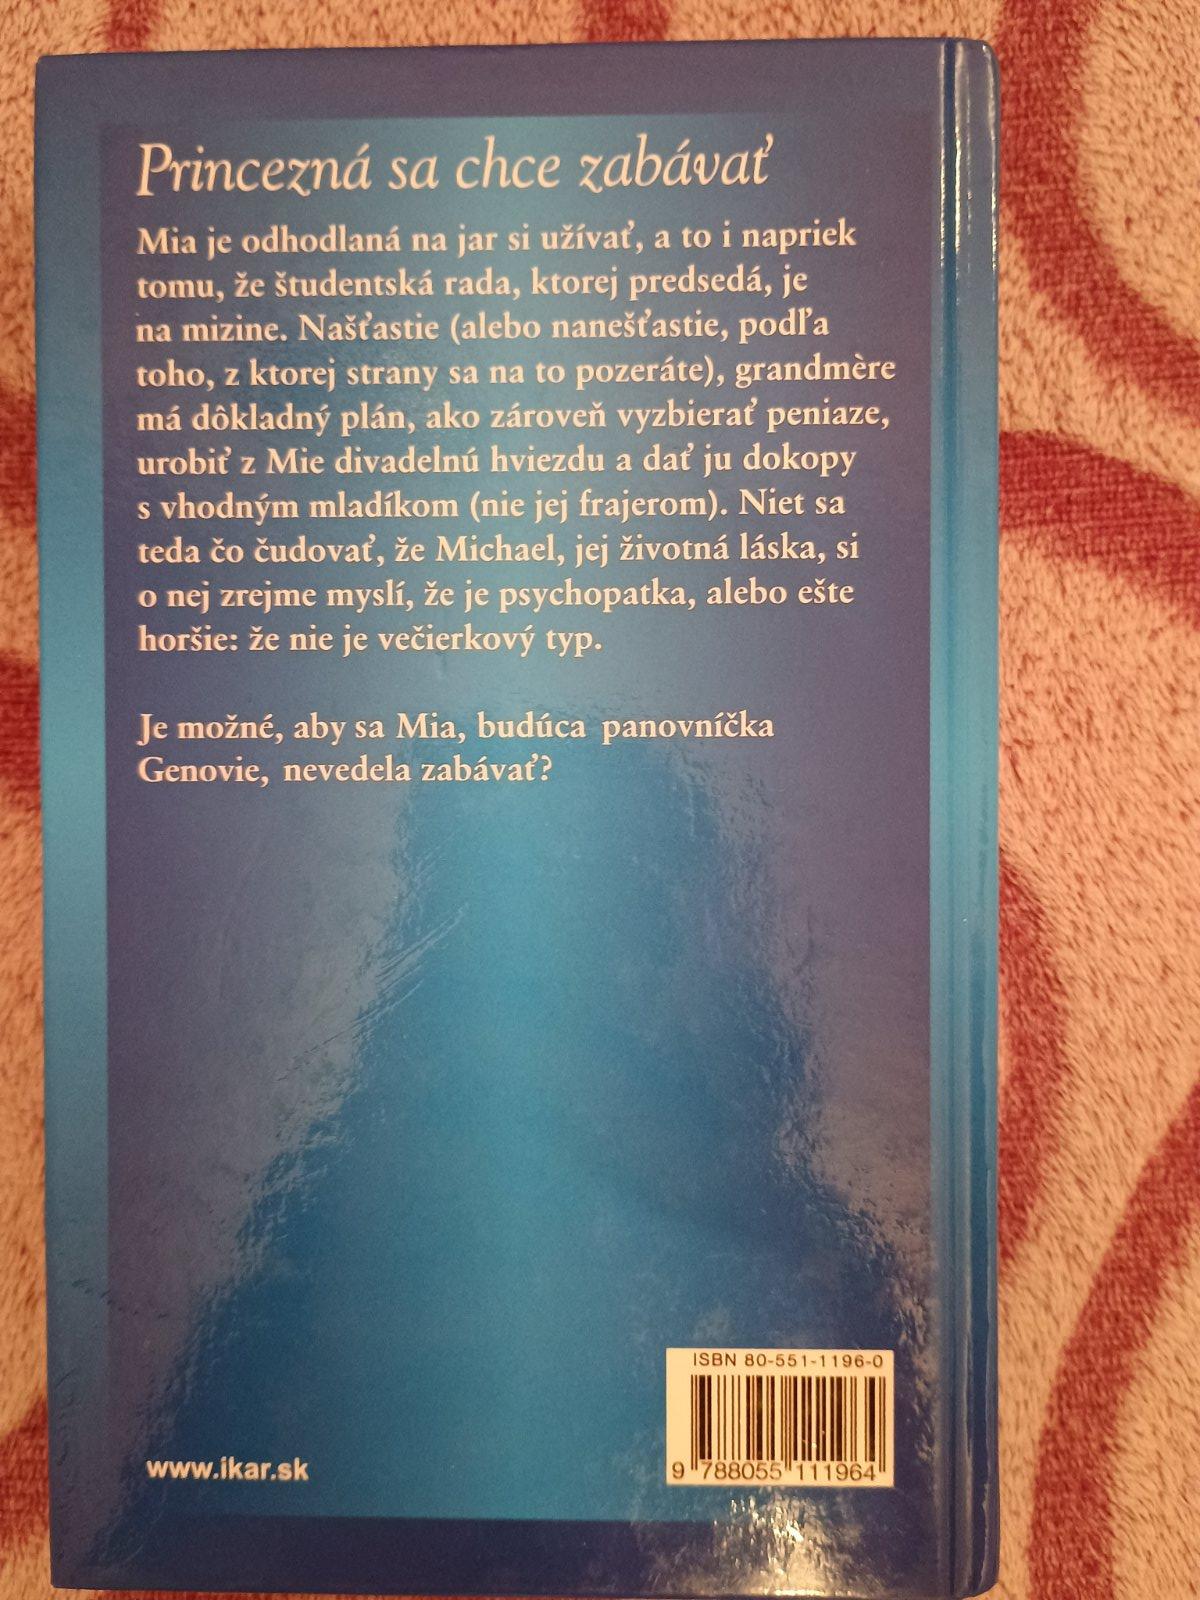 Princezná sa chce zabávať
Mia je odhodlaná na jar si užívať, a to i napriek
tomu, že študentská rada, ktorej predsedá, je
na mizine. Našťastie (alebo nanešťastie, podľa
toho, z ktorej strany sa na to pozeráte), grandmère
má dôkladný plán, ako zároveň vyzbierať peniaze,
urobiť z Mie divadelnú hviezdu a dať ju dokopy
s vhodným mladíkom (nie jej frajerom). Niet sa
teda čo čudovať, že Michael, jej životná láska, si
o nej zrejme myslí, že je psychopatka, alebo ešte
horšie: že nie je večierkový typ.
Je možné, aby sa Mia, budúca panovníčka
Genovie, nevedela zabávať?
ISBN 80-551-1196-0
9 788055 111964
www.ikar.sk